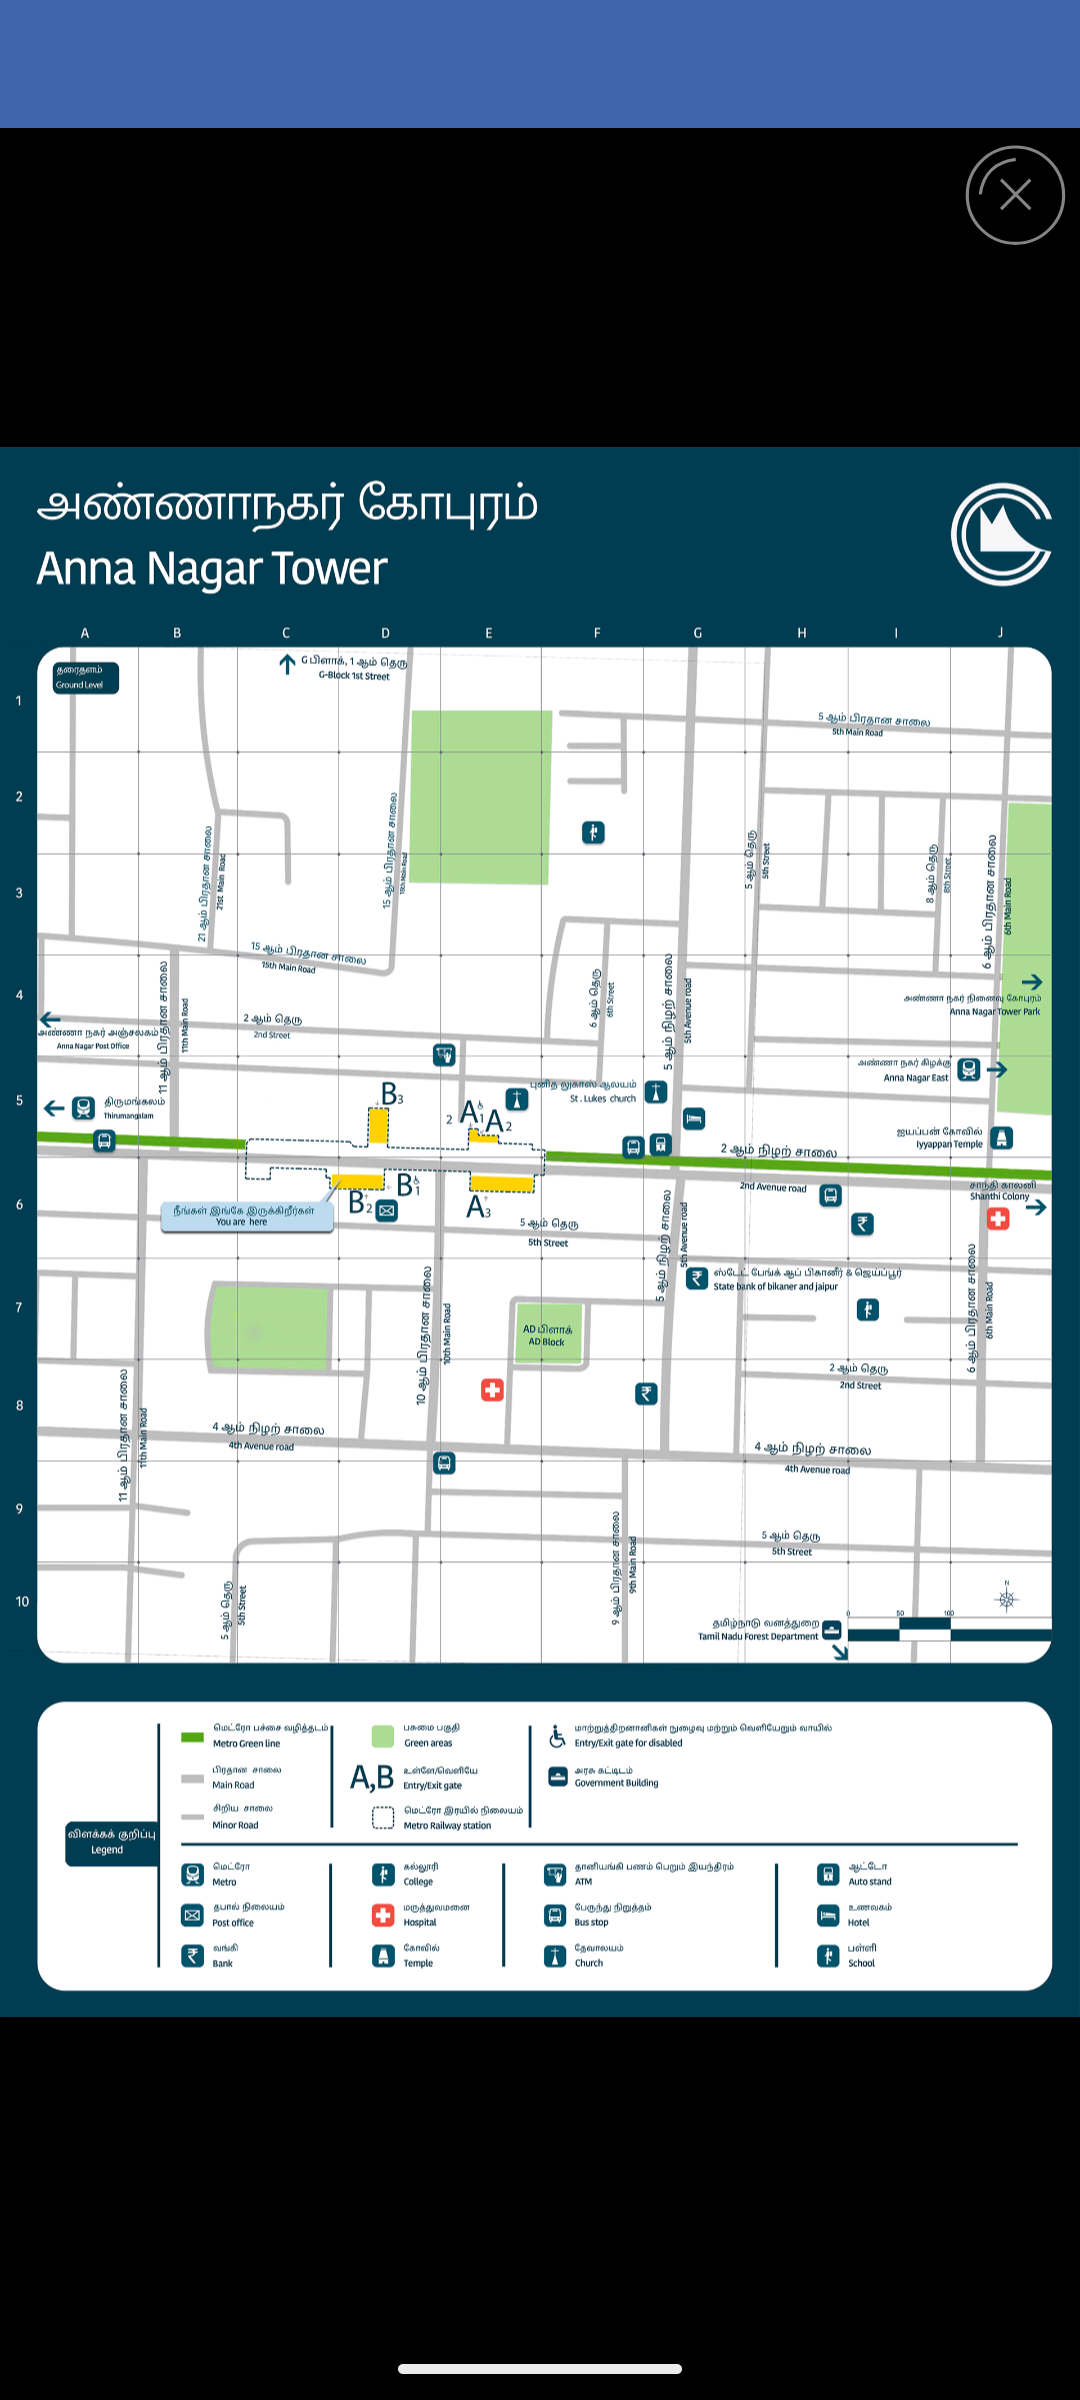 அண்ணாநகர் கோபுரம்
Anna Nagar Tower
A B C D E F G H I J
1
2
3
4
5
6
7
8
9
10
தரைதளம்
Ground Level
G பிளாக், 1 ஆம் தெரு
G-Block 1st Street
5 ஆம் பிரதான சாலை
5th Main Road
21 ஆம் பிரதான சாலை
21st Main Road
15 ஆம் பிரதான சாலை
15th Main Road
5 ஆம் தெரு
5th Street
8 ஆம் தெரு
8th Street
6 ஆம் பிரதான சாலை
6th Main Road
15 ஆம் பிரதான சாலை
15th Main Road
11 ஆம் பிரதான சாலை
11th Main Road
2 ஆம் தெரு
2nd Street
6 ஆம் தெரு
6th Street
5 ஆம் நிழற் சாலை
5th Avenue road
அண்ணா நகர் நினைவு கோபுரம்
Anna Nagar Tower Park
அண்ணா நகர் அஞ்சலகம்
Anna Nagar Post Office
அண்ணா நகர் கிழக்கு
Anna Nagar East
திருமங்கலம்
Thirumangalam
B3
2 A1 A2
புனித லுகாஸ் ஆலயம்
St. Lukes church
ஐயப்பன் கோவில்
Iyyappan Temple
2 ஆம் நிழற் சாலை
2nd Avenue road
சாந்தி காலனி
Shanthi Colony
B1
B2
A3
நீங்கள் இங்கே இருக்கிறீர்கள்
You are here
5 ஆம் தெரு
5th Street
5 ஆம் நிழற் சாலை
5th Avenue road
ஸ்டேட் பேங்க் ஆப் பிகானீர் & ஜெய்ப்பூர்
State bank of bikaner and jaipur
10 ஆம் பிரதான சாலை
10th Main Road
AD பிளாக்
AD Block
6 ஆம் பிரதான சாலை
6th Main Road
2 ஆம் தெரு
2nd Street
11 ஆம் பிரதான சாலை
11th Main Road
4 ஆம் நிழற் சாலை
4th Avenue road
4 ஆம் நிழற் சாலை
4th Avenue road
5 ஆம் தெரு
5th Street
9 ஆம் பிரதான சாலை
9th Main Road
5 ஆம் தெரு
5th Street
தமிழ்நாடு வனத்துறை
Tamil Nadu Forest Department
N
0 50 100
விளக்கக் குறிப்பு
Legend
மெட்ரோ பச்சை வழித்தடம்
Metro Green line
பிரதான சாலை
Main Road
சிறிய சாலை
Minor Road
பசுமை பகுதி
Green areas
A,B
உள்ளே/வெளியே
Entry/Exit gate
மெட்ரோ இரயில் நிலையம்
Metro Railway station
மாற்றுத்திறனாளிகள் நுழைவு மற்றும் வெளியேறும் வாயில்
Entry/Exit gate for disabled
அரசு கட்டிடம்
Government Building
மெட்ரோ
Metro
தபால் நிலையம்
Post office
வங்கி
Bank
கல்லூரி
College
மருத்துவமனை
Hospital
கோவில்
Temple
தானியங்கி பணம் பெறும் இயந்திரம்
ATM
பேருந்து நிறுத்தம்
Bus stop
தேவாலயம்
Church
ஆட்டோ
Auto stand
உணவகம்
Hotel
பள்ளி
School